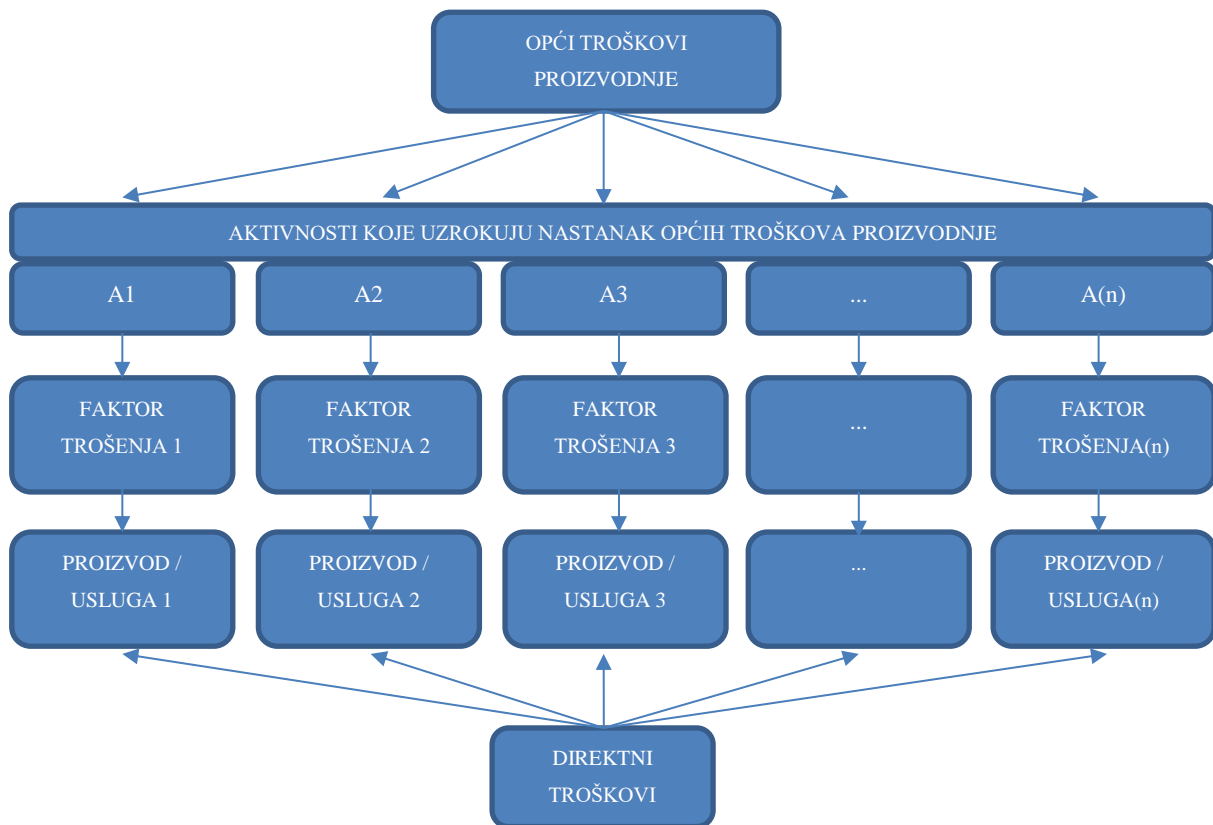 OPĆI TROŠKOVI
PROIZVODNJE
AKTIVNOSTI KOJE UZROKUJU NASTANAK OPĆIH TROŠKOVA PROIZVODNJE
A1
A2
A3
...
A(n)
FAKTOR
TROŠENJA 1
FAKTOR
TROŠENJA 2
FAKTOR
TROŠENJA 3
...
FAKTOR
TROŠENJA(n)
PROIZVOD /
USLUGA 1
PROIZVOD /
USLUGA 2
PROIZVOD /
USLUGA 3
...
PROIZVOD /
USLUGA(n)
DIREKTNI
TROŠKOVI